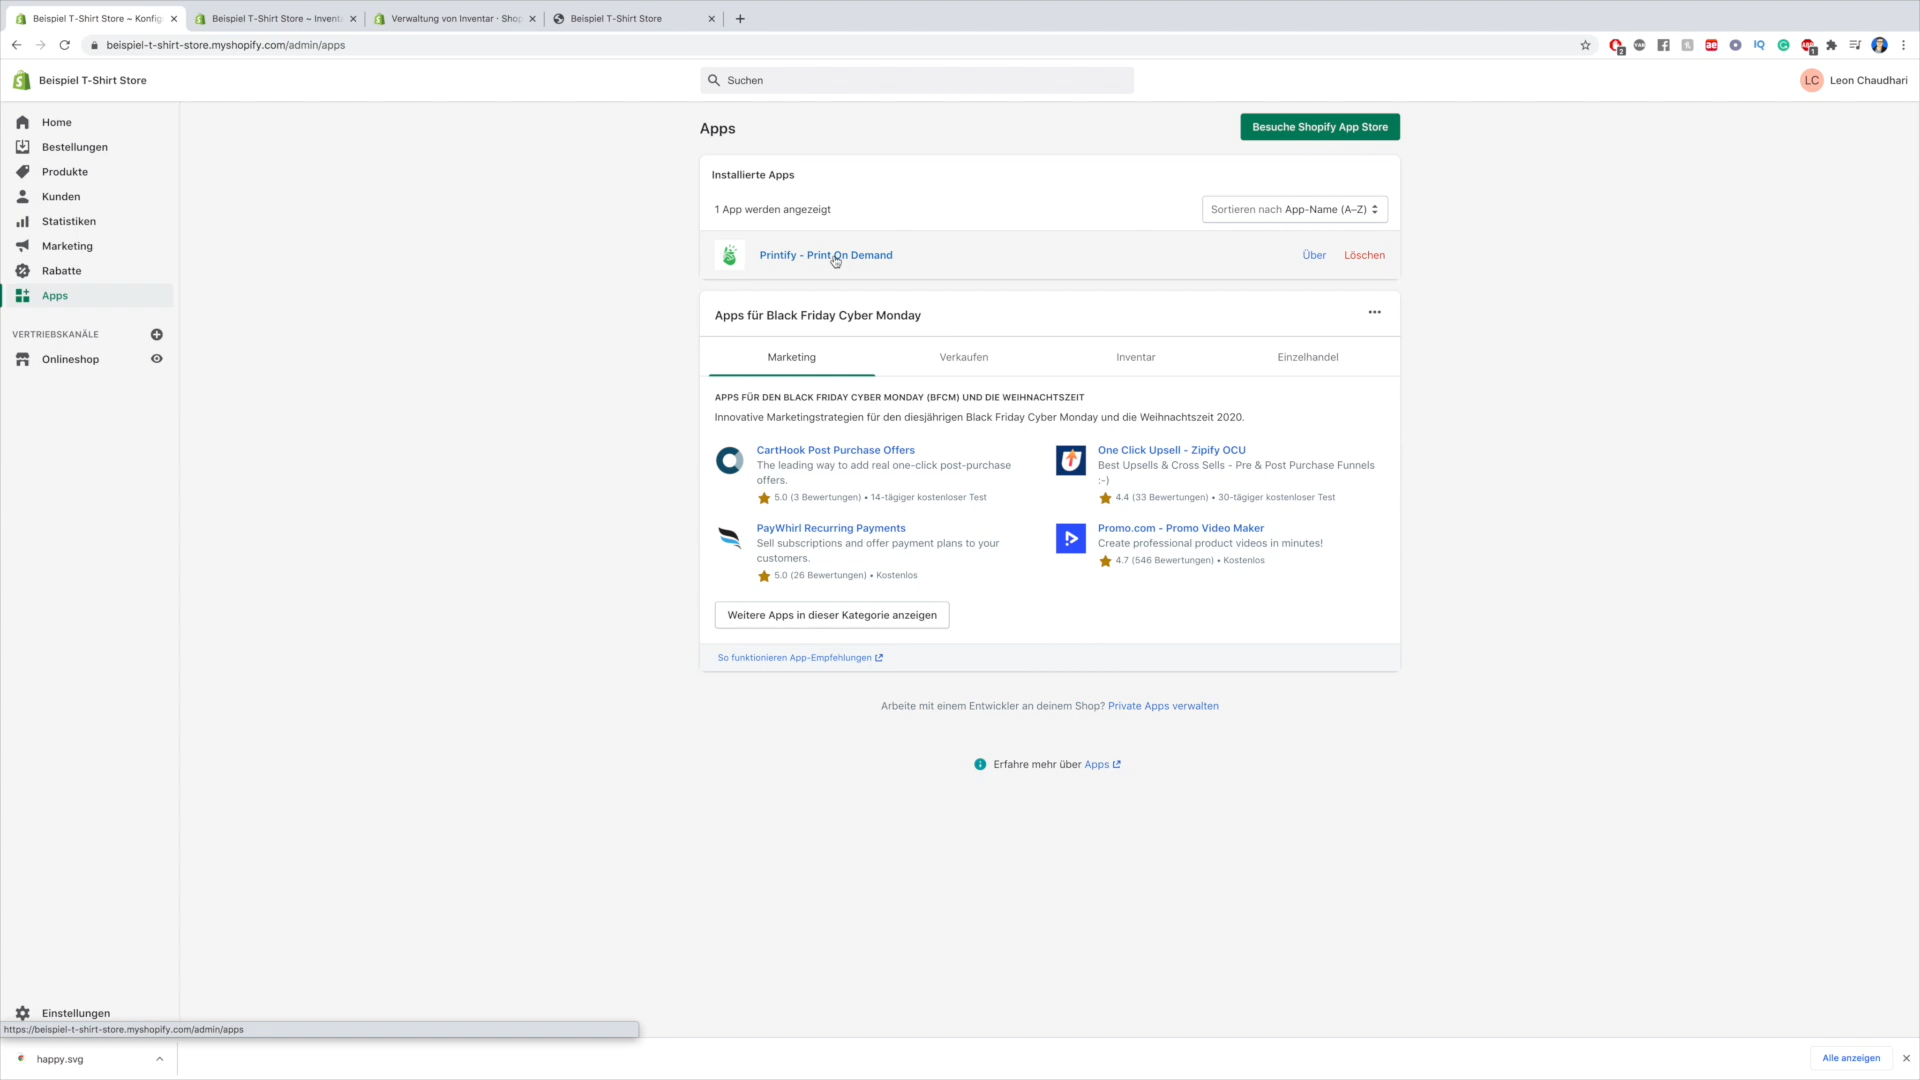 Beispiel T-Shirt Store ~ Konfig
Beispiel T-Shirt Store ~ Invent
Verwaltung von Inventar · Shop
Beispiel T-Shirt Store
beispiel-t-shirt-store.myshopify.com/admin/apps
Beispiel T-Shirt Store
Suchen
LC
Leon Chaudhari
Home
Bestellungen
Produkte
Kunden
Statistiken
Marketing
Rabatte
Apps
VERTRIEBSKANÄLE
Onlineshop
Einstellungen
Apps
Besuche Shopify App Store
Installierte Apps
1 App werden angezeigt
Sortieren nach App-Name (A–Z)
Printify - Print On Demand
Über
Löschen
Apps für Black Friday Cyber Monday
Marketing
Verkaufen
Inventar
Einzelhandel
APPS FÜR DEN BLACK FRIDAY CYBER MONDAY (BFCM) UND DIE WEIHNACHTSZEIT
Innovative Marketingstrategien für den diesjährigen Black Friday Cyber Monday und die Weihnachtszeit 2020.
CartHook Post Purchase Offers
The leading way to add real one-click post-purchase
offers.
5.0 (3 Bewertungen) • 14-tägiger kostenloser Test
One Click Upsell - Zipify OCU
Best Upsells & Cross Sells - Pre & Post Purchase Funnels
:-)
4.4 (33 Bewertungen) • 30-tägiger kostenloser Test
PayWhirl Recurring Payments
Sell subscriptions and offer payment plans to your
customers.
5.0 (26 Bewertungen) • Kostenlos
Promo.com - Promo Video Maker
Create professional product videos in minutes!
4.7 (546 Bewertungen) • Kostenlos
Weitere Apps in dieser Kategorie anzeigen
So funktionieren App-Empfehlungen
Arbeite mit einem Entwickler an deinem Shop? Private Apps verwalten
Erfahre mehr über Apps
https://beispiel-t-shirt-store.myshopify.com/admin/apps
happy.svg
Alle anzeigen